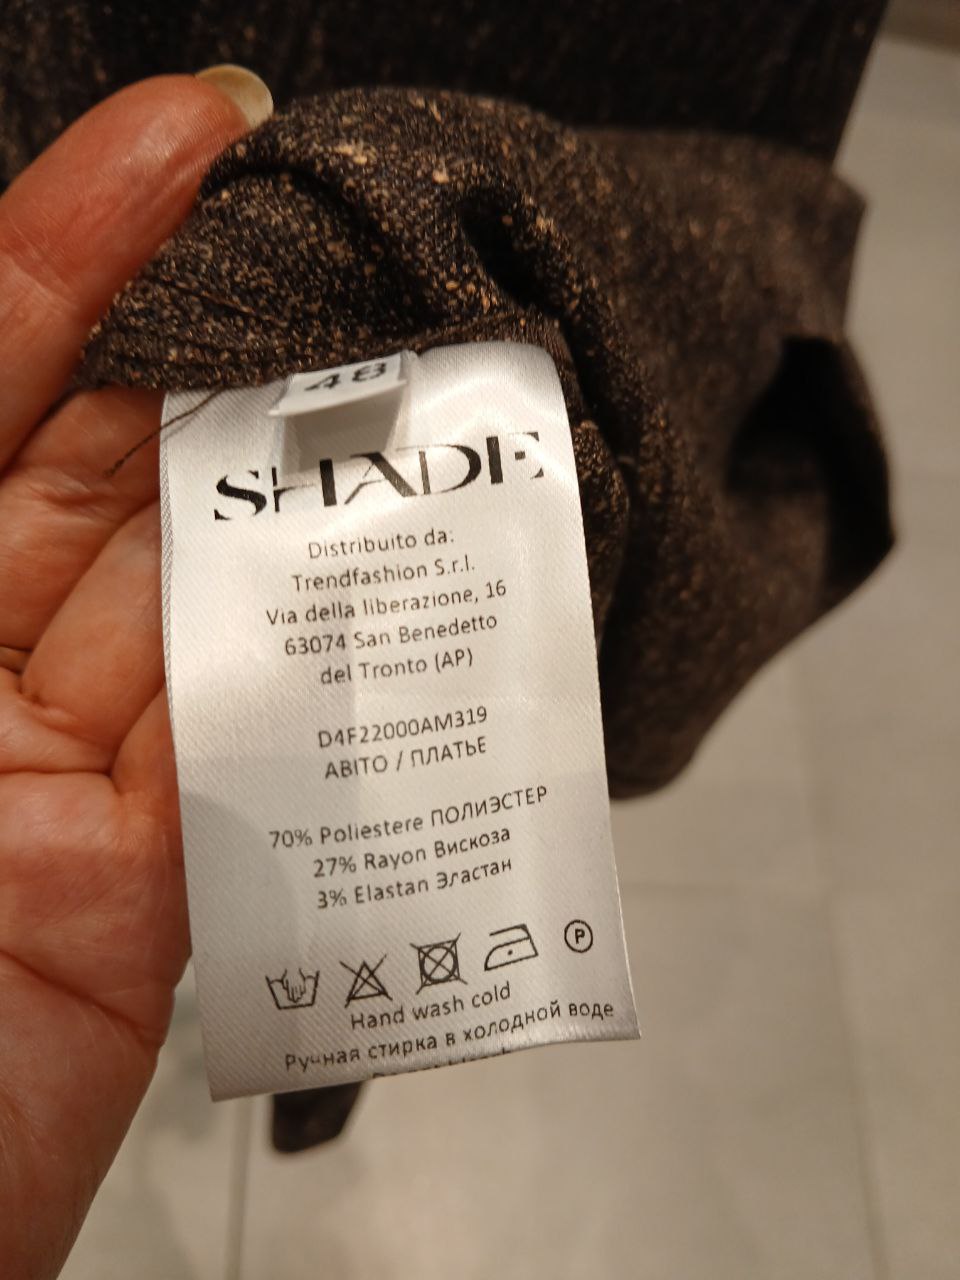 48
SHADE
Distribuito da:
Trendfashion S.r.l.
Via della liberazione, 16
63074 San Benedetto
del Tronto (AP)
D4F22000AM319
ABITO / ПЛАТЬЕ
70% Poliestere ПОЛИЭСТЕР
27% Rayon Вискоза
3% Elastan Эластан
P
Hand wash cold
Ручная стирка в холодной воде